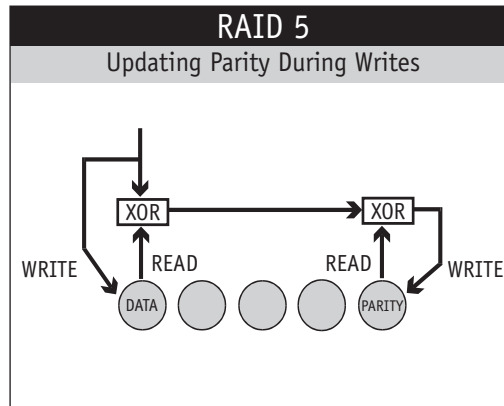 RAID 5
Updating Parity During Writes
XOR
XOR
WRITE
READ
READ
WRITE
DATA
PARITY